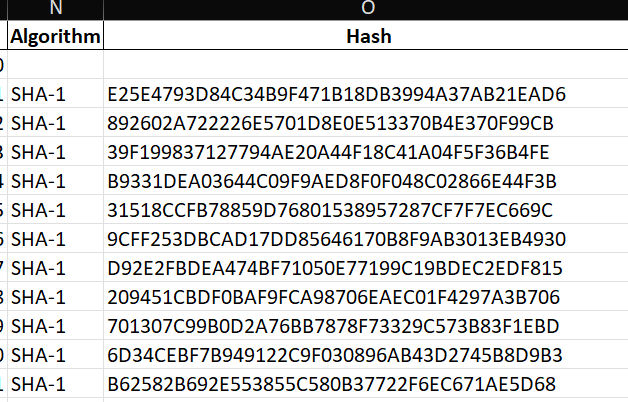 N O
Algorithm Hash
SHA-1 E25E4793D84C34B9F471B18DB3994A37AB21EAD6
SHA-1 892602A722226E5701D8E0E513370B4E370F99CB
SHA-1 39F199837127794AE20A44F18C41A04F5F36B4FE
SHA-1 B9331DEA03644C09F9AED8F0F048C02866E44F3B
SHA-1 31518CCFB78859D76801538957287CF7F7EC669C
SHA-1 9CFF253DBCAD17DD85646170B8F9AB3013EB4930
SHA-1 D92E2FBDEA474BF71050E77199C19BDEC2EDF815
SHA-1 209451CBDF0BAF9FCA98706EAEC01F4297A3B706
SHA-1 701307C99B0D2A76BB7878F73329C573B83F1EBD
SHA-1 6D34CEBF7B949122C9F030896AB43D2745B8D9B3
SHA-1 B62582B692E553855C580B37722F6EC671AE5D68